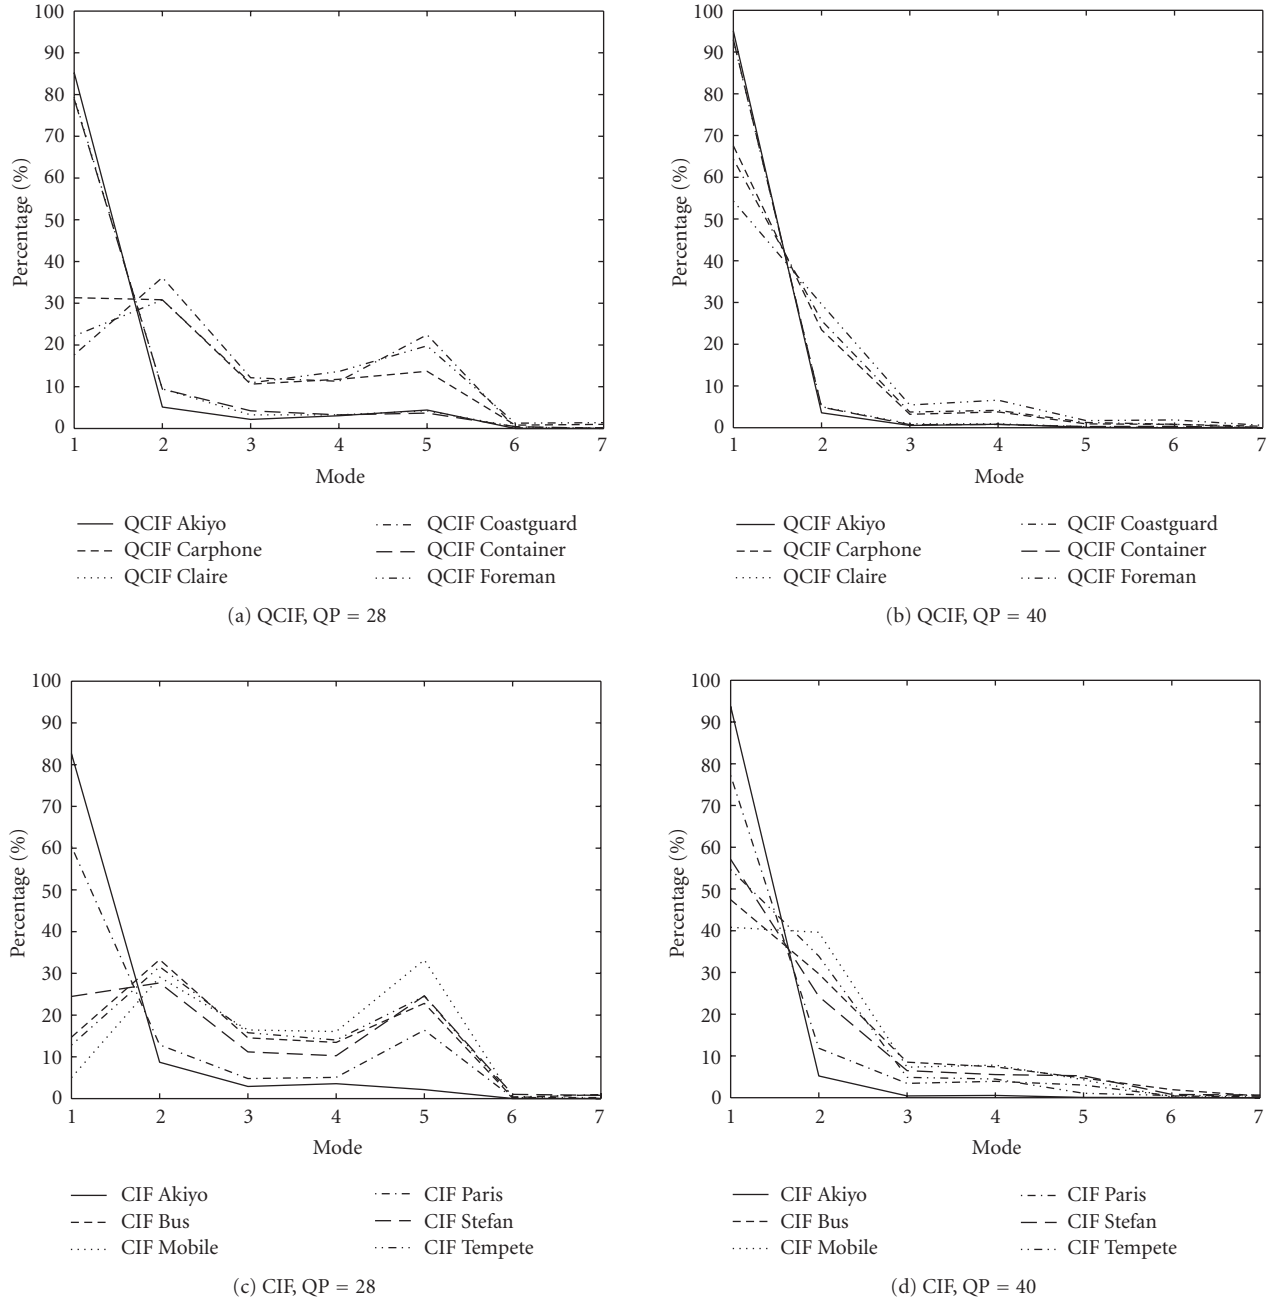 100
90
80
70
60
50
40
30
20
10
0
Percentage (%)
1 2 3 4 5 6 7
Mode
QCIF Akiyo
QCIF Carphone
QCIF Claire
QCIF Coastguard
QCIF Container
QCIF Foreman
(a) QCIF, QP = 28
100
90
80
70
60
50
40
30
20
10
0
Percentage (%)
1 2 3 4 5 6 7
Mode
QCIF Akiyo
QCIF Carphone
QCIF Claire
QCIF Coastguard
QCIF Container
QCIF Foreman
(b) QCIF, QP = 40
100
90
80
70
60
50
40
30
20
10
0
Percentage (%)
1 2 3 4 5 6 7
Mode
CIF Akiyo
CIF Bus
CIF Mobile
CIF Paris
CIF Stefan
CIF Tempete
(c) CIF, QP = 28
100
90
80
70
60
50
40
30
20
10
0
Percentage (%)
1 2 3 4 5 6 7
Mode
CIF Akiyo
CIF Bus
CIF Mobile
CIF Paris
CIF Stefan
CIF Tempete
(d) CIF, QP = 40